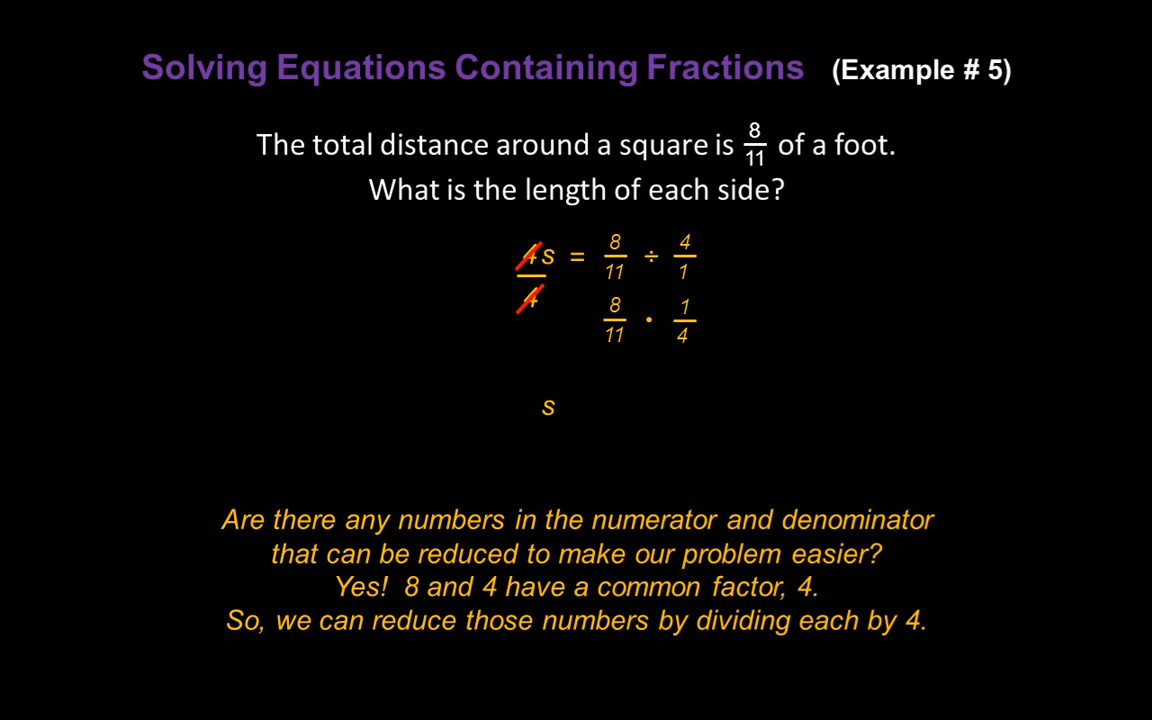 Solving Equations Containing Fractions (Example # 5)
The total distance around a square is 8/11 of a foot.
What is the length of each side?
4s/4 = 8/11 ÷ 4/1
8/11 · 1/4
s
Are there any numbers in the numerator and denominator
that can be reduced to make our problem easier?
Yes! 8 and 4 have a common factor, 4.
So, we can reduce those numbers by dividing each by 4.